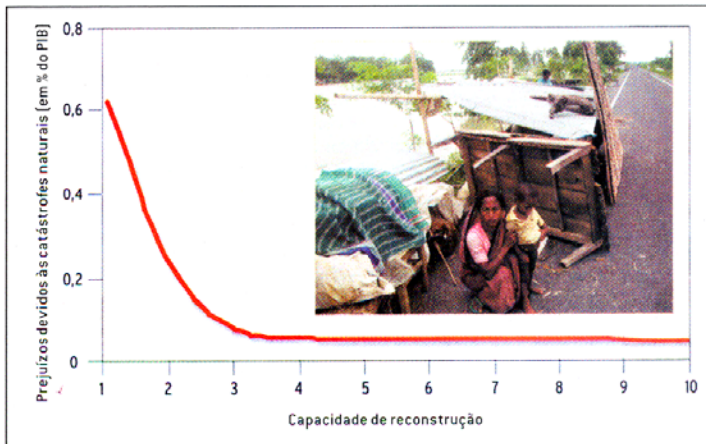 Prejuízos devidos às catástrofes naturais (em % do PIB)
0,8
0,6
0,4
0,2
0
1 2 3 4 5 6 7 8 9 10
Capacidade de reconstrução